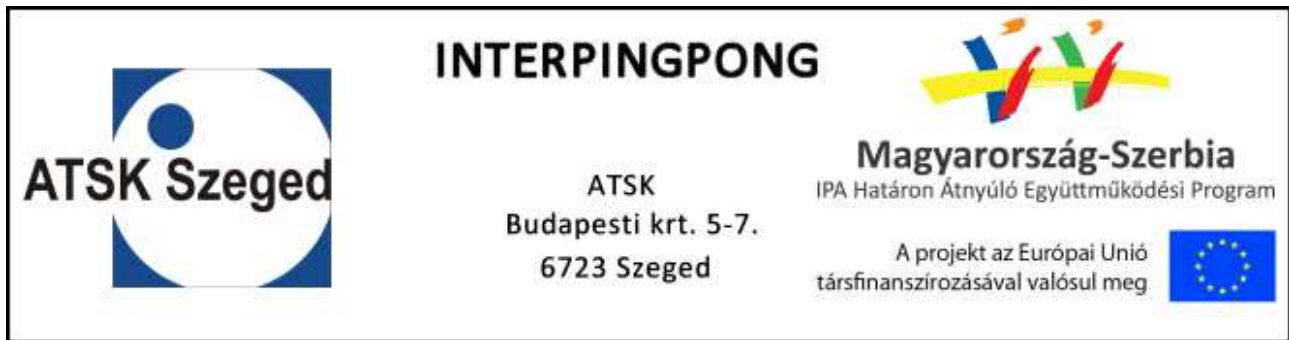 ATSK Szeged
INTERPINGPONG
ATSK
Budapesti krt. 5-7.
6723 Szeged
Magyarország-Szerbia
IPA Határon Átnyúló Együttműködési Program
A projekt az Európai Unió
társfinanszírozásával valósul meg